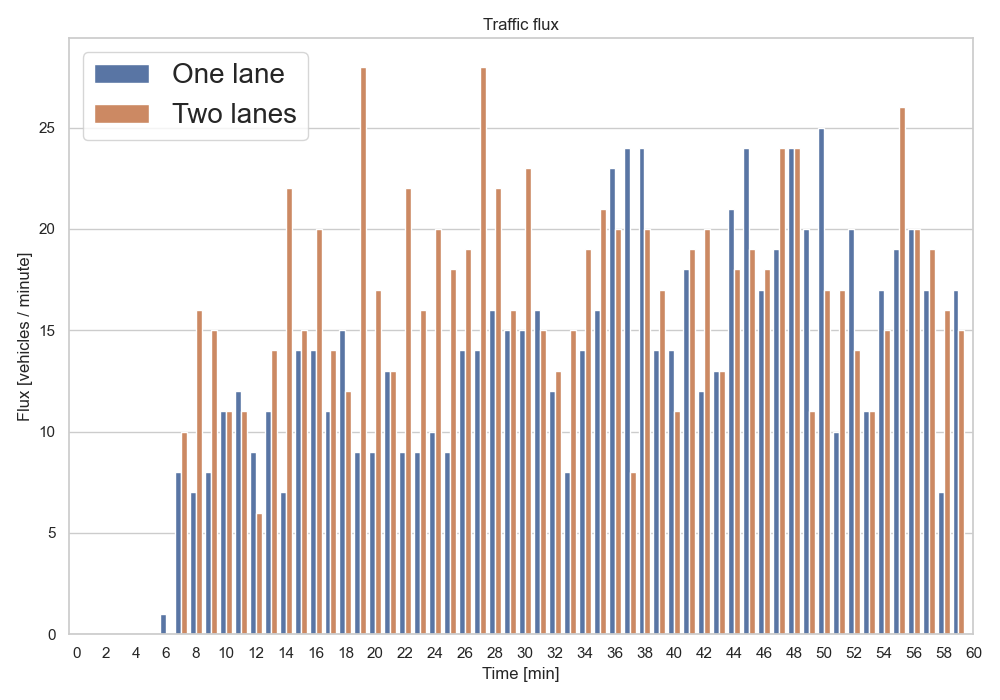 Traffic flux
One lane
Two lanes
Flux [vehicles / minute]
25
20
15
10
5
0
0 2 4 6 8 10 12 14 16 18 20 22 24 26 28 30 32 34 36 38 40 42 44 46 48 50 52 54 56 58 60
Time [min]